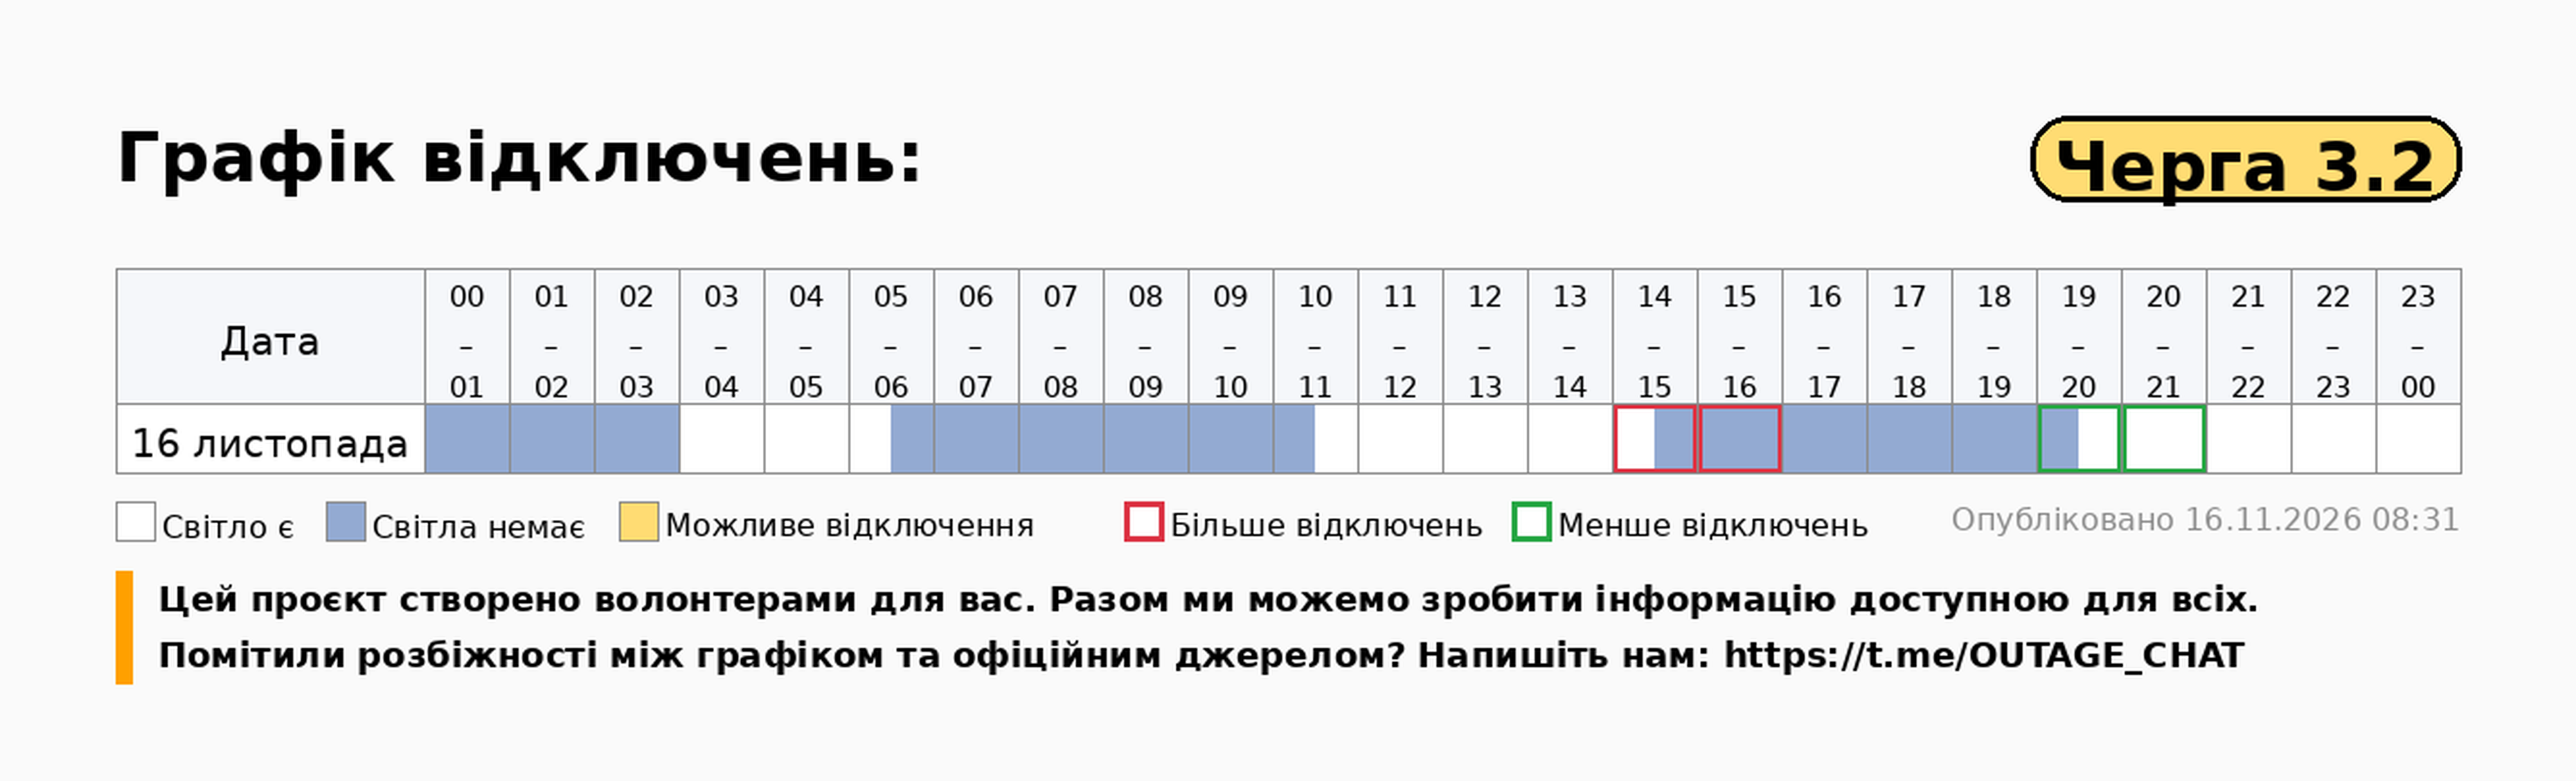 Графік відключень:
Черга 3.2
Дата
00 – 01
01 – 02
02 – 03
03 – 04
04 – 05
05 – 06
06 – 07
07 – 08
08 – 09
09 – 10
10 – 11
11 – 12
12 – 13
13 – 14
14 – 15
15 – 16
16 – 17
17 – 18
18 – 19
19 – 20
20 – 21
21 – 22
22 – 23
23 – 00
16 листопада
Світло є
Світла немає
Можливе відключення
Більше відключень
Менше відключень
Опубліковано 16.11.2026 08:31
Цей проєкт створено волонтерами для вас. Разом ми можемо зробити інформацію доступною для всіх.
Помітили розбіжності між графіком та офіційним джерелом? Напишіть нам: https://t.me/OUTAGE_CHAT